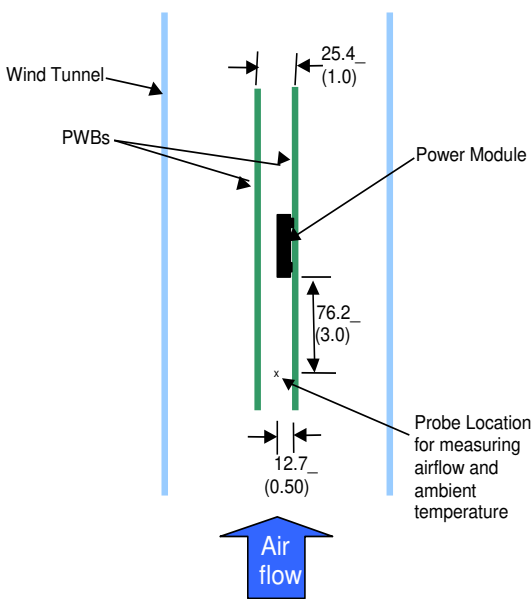 25.4_
(1.0)
Wind Tunnel
PWBs
Power Module
76.2_
(3.0)
x
Probe Location
for measuring
airflow and
ambient
temperature
12.7_
(0.50)
Air
flow